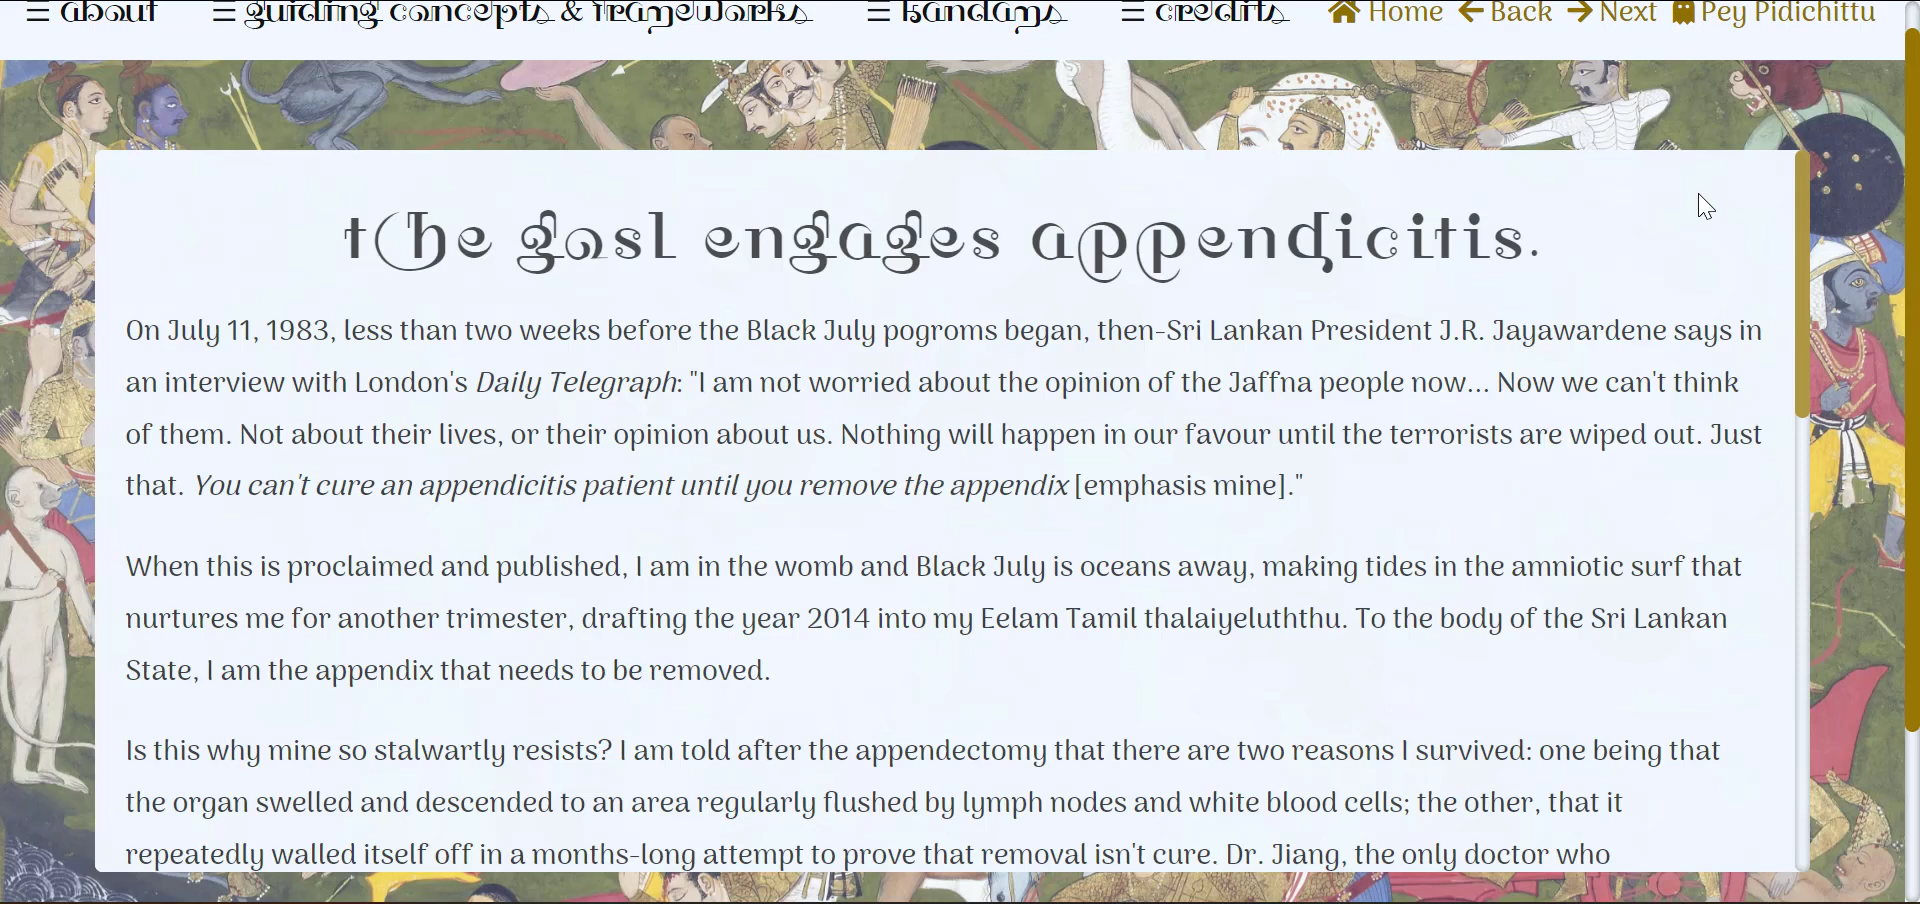 ☰ about ☰ guiding concepts & frameworks ☰ kandams ☰ credits Home Back Next Pey Pidichittu
the gosl engages appendicitis.
On July 11, 1983, less than two weeks before the Black July pogroms began, then-Sri Lankan President J.R. Jayawardene says in
an interview with London's Daily Telegraph: "I am not worried about the opinion of the Jaffna people now... Now we can't think
of them. Not about their lives, or their opinion about us. Nothing will happen in our favour until the terrorists are wiped out. Just
that. You can't cure an appendicitis patient until you remove the appendix [emphasis mine]."
When this is proclaimed and published, I am in the womb and Black July is oceans away, making tides in the amniotic surf that
nurtures me for another trimester, drafting the year 2014 into my Eelam Tamil thalaiyeluththu. To the body of the Sri Lankan
State, I am the appendix that needs to be removed.
Is this why mine so stalwartly resists? I am told after the appendectomy that there are two reasons I survived: one being that
the organ swelled and descended to an area regularly flushed by lymph nodes and white blood cells; the other, that it
repeatedly walled itself off in a months-long attempt to prove that removal isn't cure. Dr. Jiang, the only doctor who